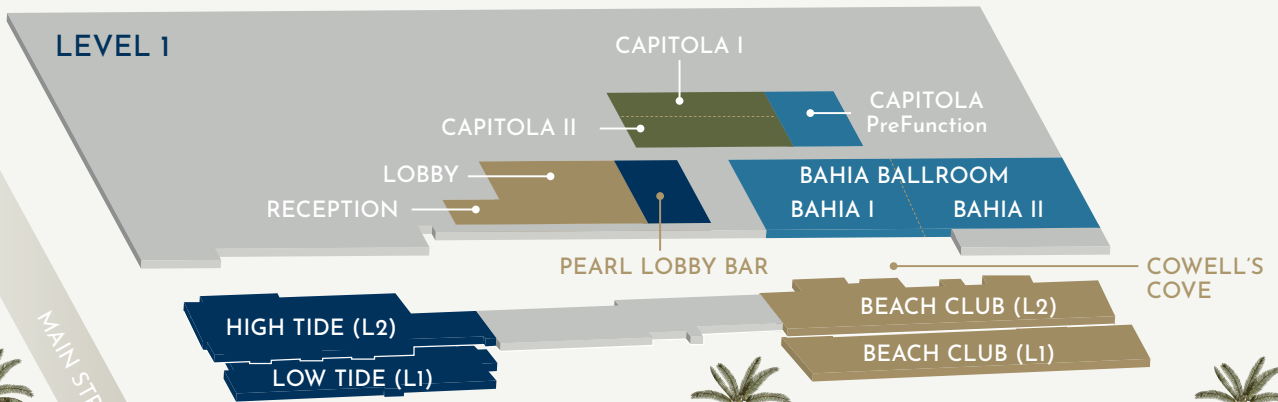 LEVEL 1
CAPITOLA I
CAPITOLA
PreFunction
CAPITOLA II
LOBBY
BAHIA BALLROOM
RECEPTION
BAHIA I
BAHIA II
PEARL LOBBY BAR
COWELL'S
COVE
BEACH CLUB (L2)
HIGH TIDE (L2)
BEACH CLUB (L1)
LOW TIDE (L1)
MAIN